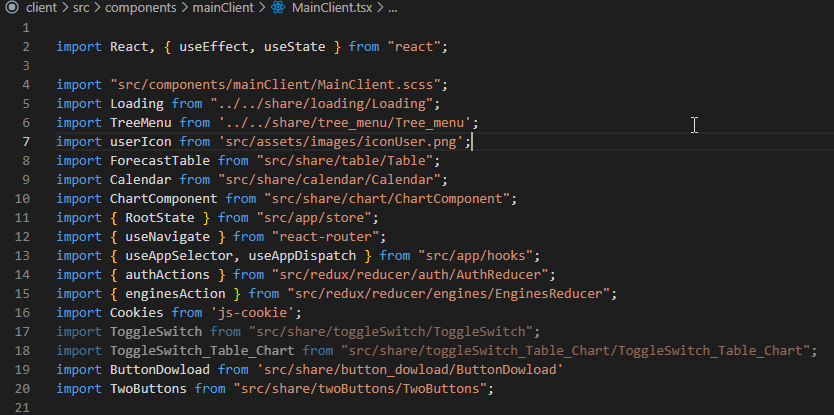 client > src > components > mainClient > MainClient.tsx > ...
1
2 import React, { useEffect, useState } from "react";
3
4 import "src/components/mainClient/MainClient.scss";
5 import Loading from "../../share/loading/Loading";
6 import TreeMenu from '../../share/tree_menu/Tree_menu';
7 import userIcon from 'src/assets/images/iconUser.png';
8 import ForecastTable from "src/share/table/Table";
9 import Calendar from "src/share/calendar/Calendar";
10 import ChartComponent from "src/share/chart/ChartComponent";
11 import { RootState } from "src/app/store";
12 import { useNavigate } from "react-router";
13 import { useAppSelector, useAppDispatch } from "src/app/hooks";
14 import { authActions } from "src/redux/reducer/auth/AuthReducer";
15 import { enginesAction } from "src/redux/reducer/engines/EnginesReducer";
16 import Cookies from 'js-cookie';
17 import ToggleSwitch from "src/share/toggleSwitch/ToggleSwitch";
18 import ToggleSwitch_Table_Chart from "src/share/toggleSwitch_Table_Chart/ToggleSwitch_Table_Chart";
19 import ButtonDowload from 'src/share/button_dowload/ButtonDowload'
20 import TwoButtons from "src/share/twoButtons/TwoButtons";
21